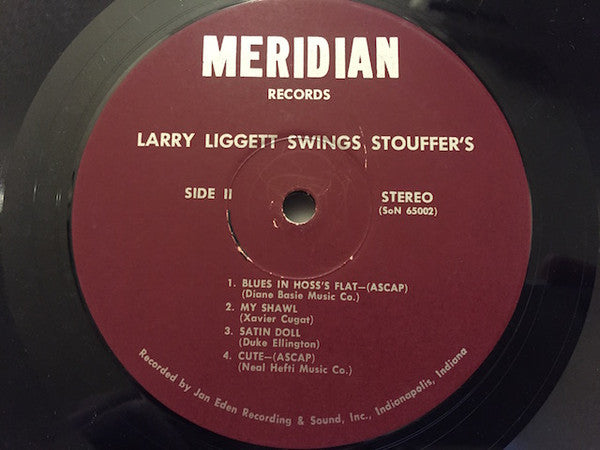 MERIDIAN
RECORDS
LARRY LIGGETT SWINGS STOUFFER'S
SIDE II
STEREO
(SoN 65002)
1. BLUES IN HOSS'S FLAT—(ASCAP)
(Diane Basie Music Co.)
2. MY SHAWL
(Xavier Cugat)
3. SATIN DOLL
(Duke Ellington)
4. CUTE—(ASCAP)
(Neal Hefti Music Co.)
Recorded by Jan Eden Recording & Sound, Inc., Indianapolis, Indiana